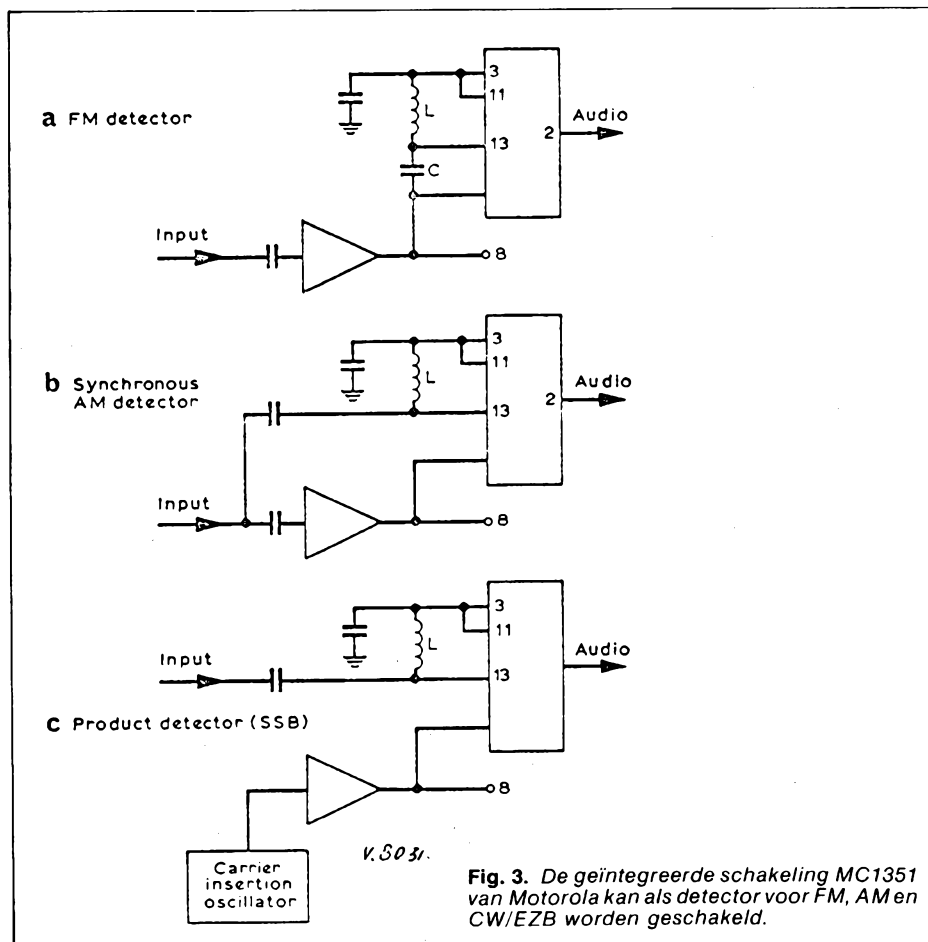 3
11
a FM detector
L
Audio
13
2
C
Input
8
3
11
b Synchronous
AM detector
L
Audio
13
2
Input
8
3
11
L
Audio
Input
13
c Product detector (SSB)
8
Carrier
insertion
oscillator
Fig. 3. De geïntegreerde schakeling MC1351
van Motorola kan als detector voor FM, AM en
CW/EZB worden geschakeld.